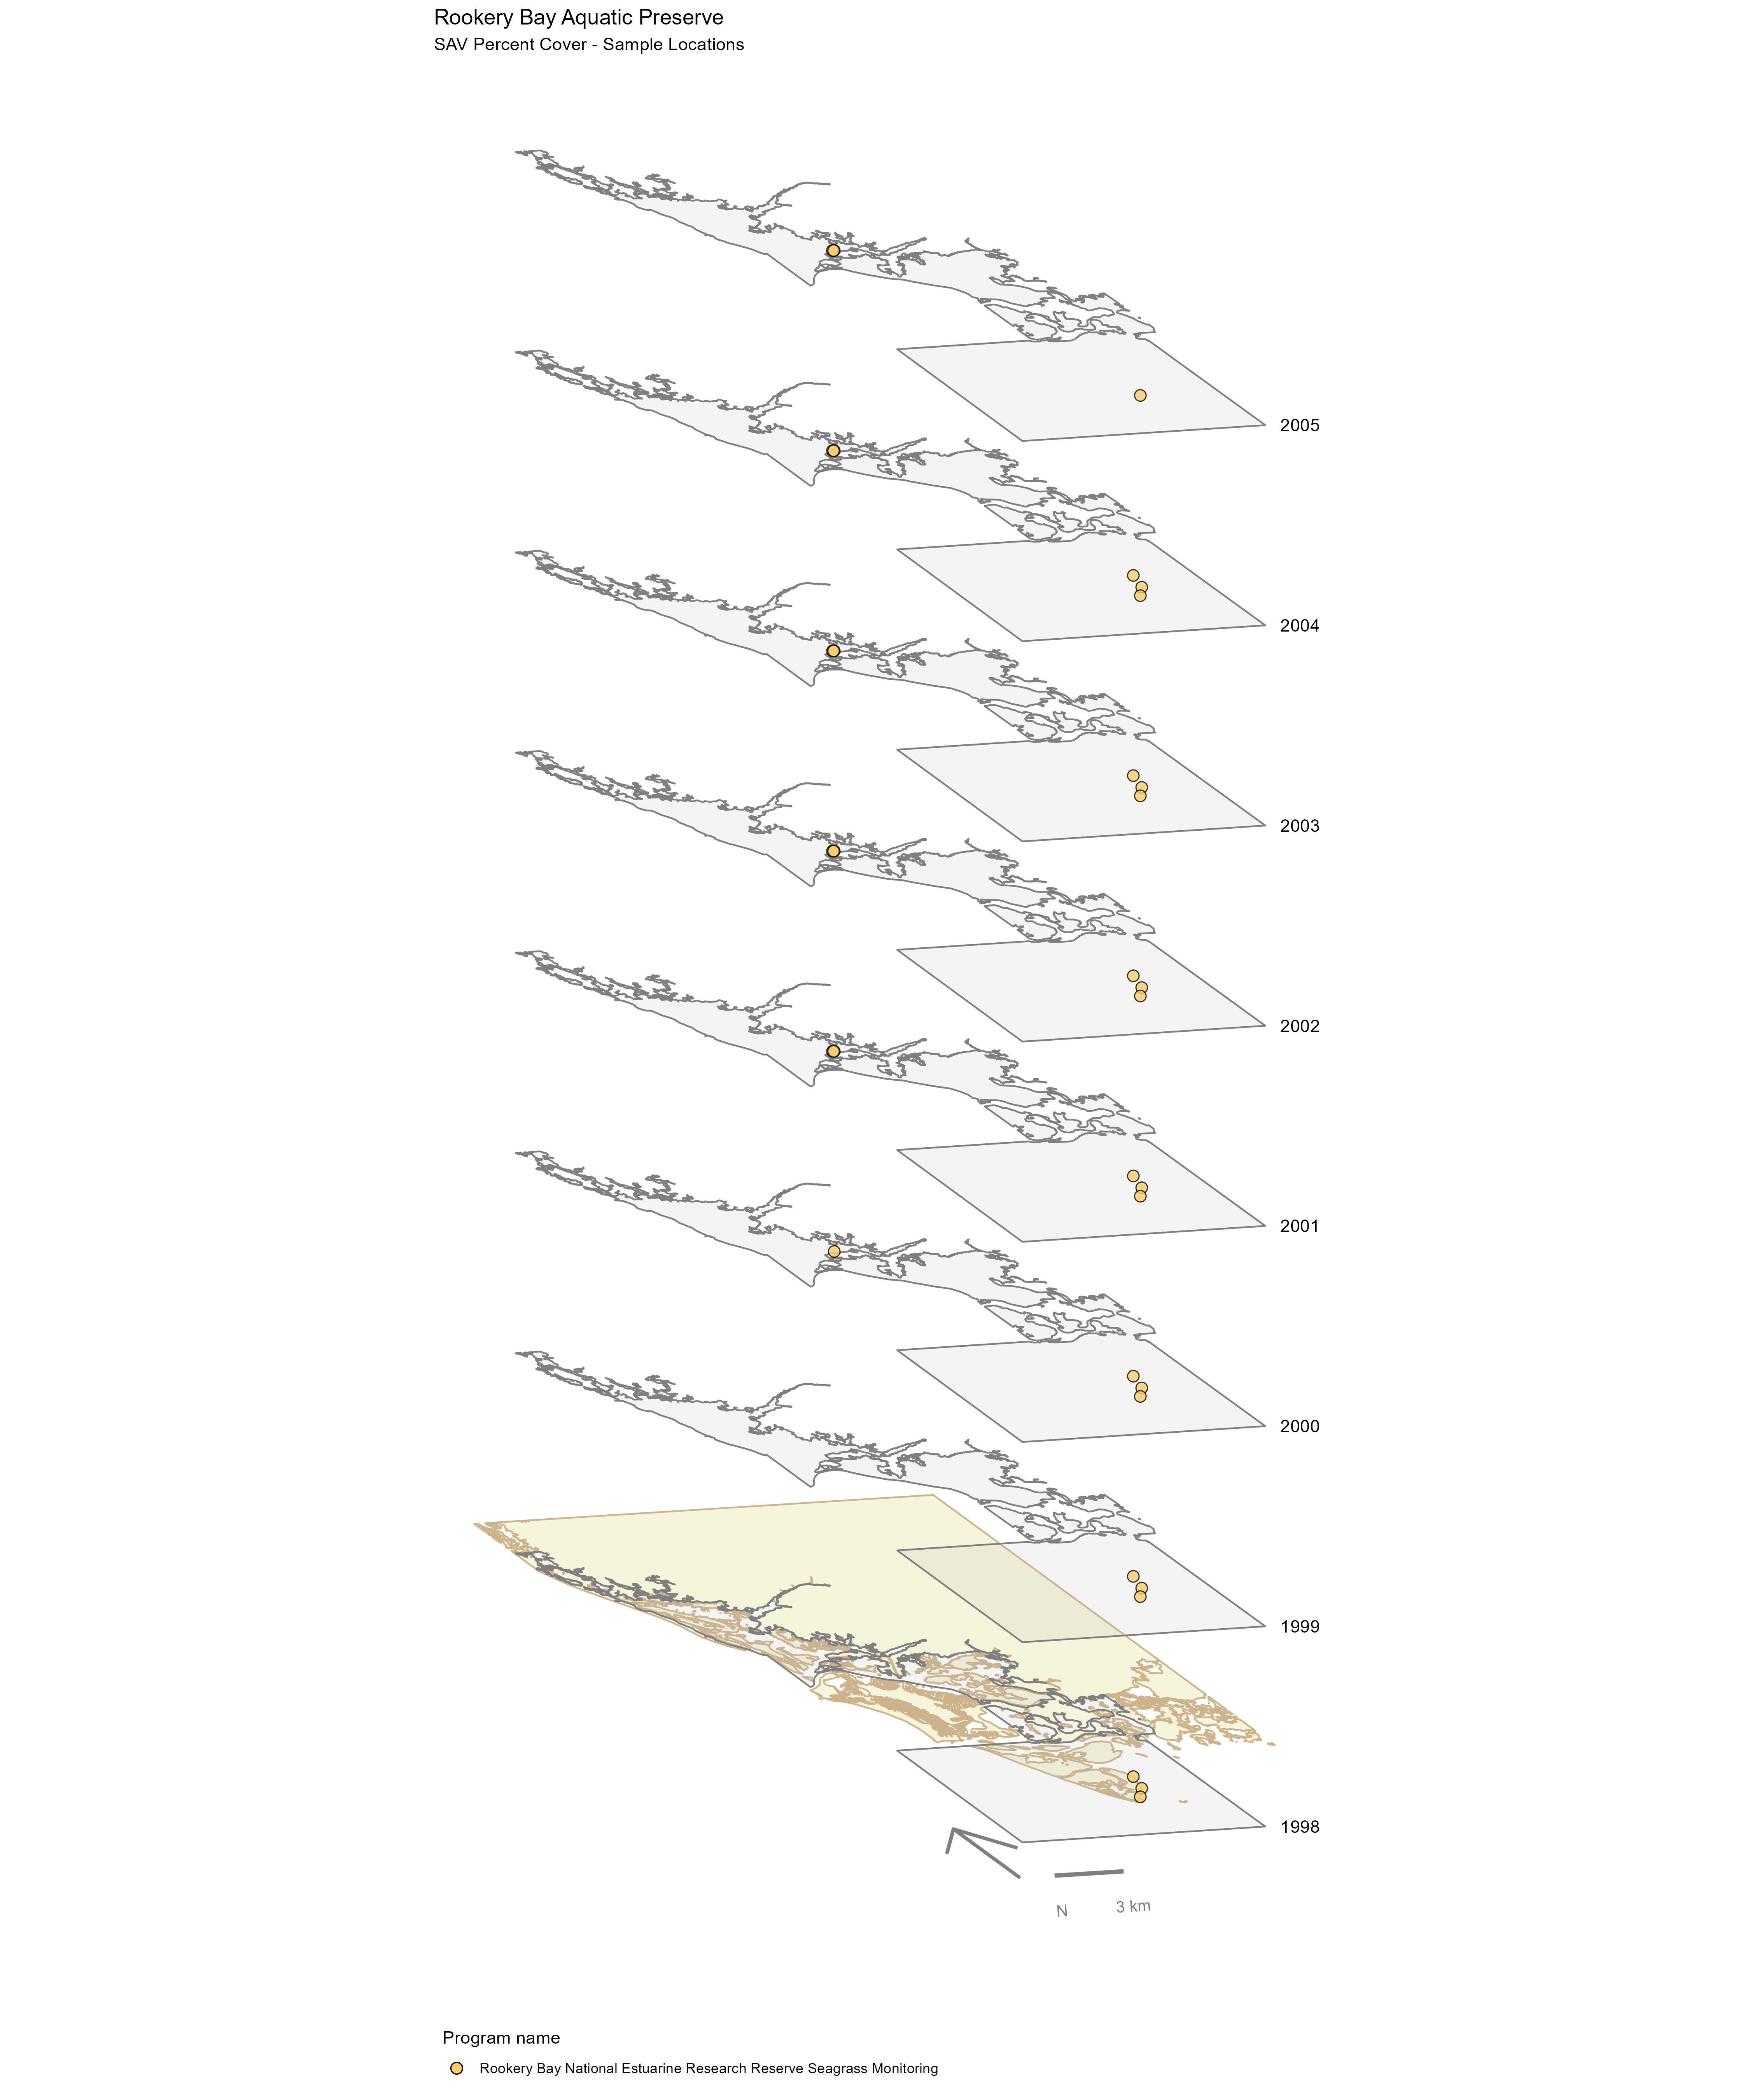 Rookery Bay Aquatic Preserve
SAV Percent Cover - Sample Locations
2005
2004
2003
2002
2001
2000
1999
1998
N
3 km
Program name
Rookery Bay National Estuarine Research Reserve Seagrass Monitoring